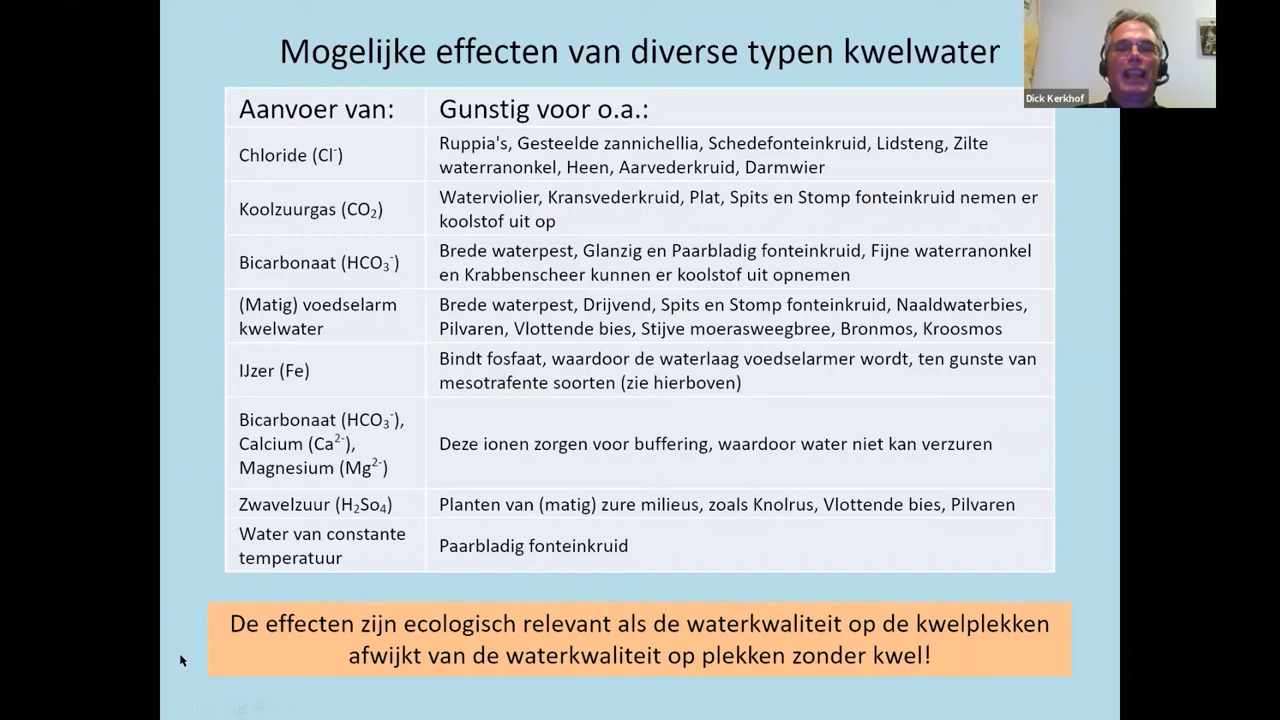 Mogelijke effecten van diverse typen kwelwater
Dick Kerkhof
Aanvoer van:
Gunstig voor o.a.:
Chloride (Cl⁻)
Ruppia's, Gesteelde zannichellia, Schedefonteinkruid, Lidsteng, Zilte
waterranonkel, Heen, Aarvederkruid, Darmwier
Koolzuurgas (CO₂)
Waterviolier, Kransvederkruid, Plat, Spits en Stomp fonteinkruid nemen er
koolstof uit op
Bicarbonaat (HCO₃⁻)
Brede waterpest, Glanzig en Paarbladig fonteinkruid, Fijne waterranonkel
en Krabbenscheer kunnen er koolstof uit opnemen
(Matig) voedselarm
kwelwater
Brede waterpest, Drijvend, Spits en Stomp fonteinkruid, Naaldwaterbies,
Pilvaren, Vlottende bies, Stijve moerasweegbree, Bronmos, Kroosmos
IJzer (Fe)
Bindt fosfaat, waardoor de waterlaag voedselarmer wordt, ten gunste van
mesotrafente soorten (zie hierboven)
Bicarbonaat (HCO₃⁻),
Calcium (Ca²⁻),
Magnesium (Mg²⁻)
Deze ionen zorgen voor buffering, waardoor water niet kan verzuren
Zwavelzuur (H₂So₄)
Planten van (matig) zure milieus, zoals Knolrus, Vlottende bies, Pilvaren
Water van constante
temperatuur
Paarbladig fonteinkruid
De effecten zijn ecologisch relevant als de waterkwaliteit op de kwelplekken
afwijkt van de waterkwaliteit op plekken zonder kwel!